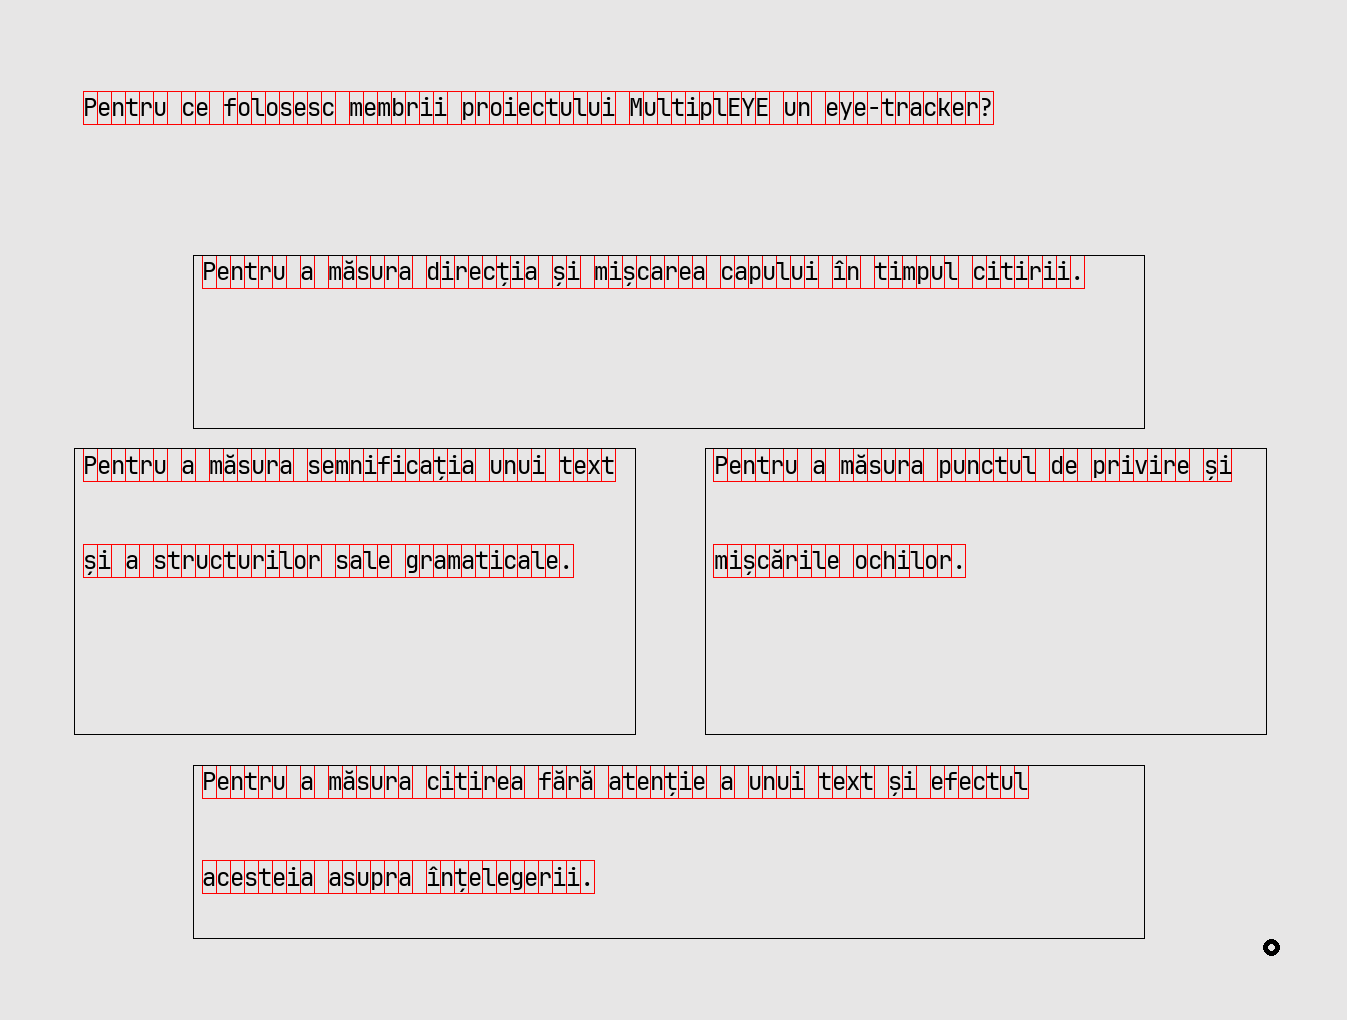 Pentru ce folosesc membrii proiectului MultiplEYE un eye-tracker?
Pentru a măsura direcția și mișcarea capului în timpul citirii.
Pentru a măsura semnificația unui text
și a structurilor sale gramaticale.
Pentru a măsura punctul de privire și
mișcările ochilor.
Pentru a măsura citirea fără atenție a unui text și efectul
acesteia asupra înțelegerii.